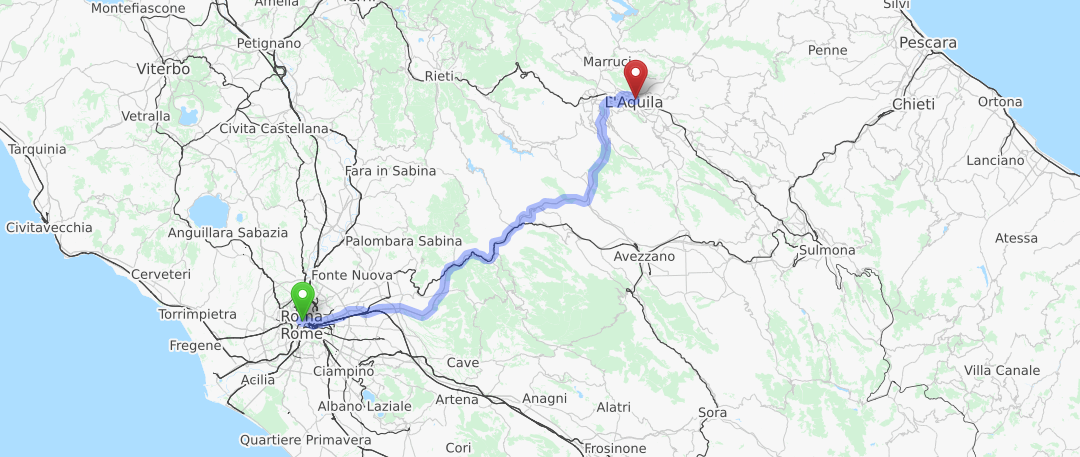 Montefiascone
Amelia
Silvi
Petignano
Pescara
Penne
Marruci
Viterbo
Rieti
L'Aquila
Chieti
Ortona
Vetralla
Civita Castellana
Tarquinia
Lanciano
Fara in Sabina
Civitavecchia
Anguillara Sabazia
Palombara Sabina
Atessa
Sulmona
Avezzano
Cerveteri
Fonte Nuova
Torrimpietra
Roma
Rome
Fregene
Cave
Ciampino
Villa Canale
Acilia
Artena
Anagni
Albano Laziale
Alatri
Sora
Quartiere Primavera
Cori
Frosinone